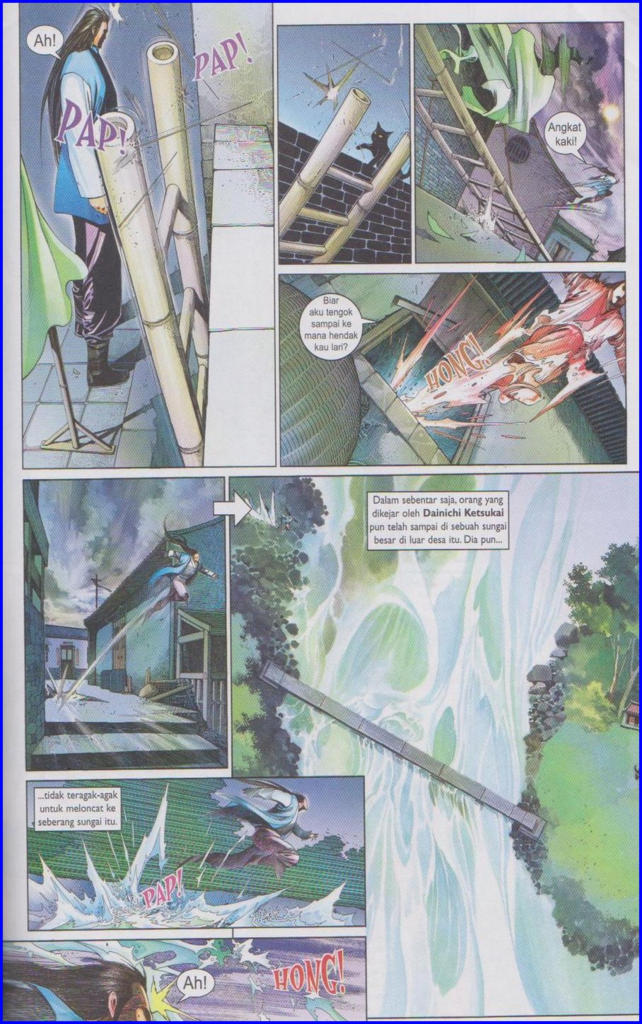 Ah!
PAP!
PAP!
Angkat
kaki!
Biar
aku tengok
sampai ke
mana hendak
kau lari?
HONG!
Dalam sebentar saja, orang yang
dikejar oleh Dainichi Ketsukai
pun telah sampai di sebuah sungai
besar di luar desa itu. Dia pun...
...tidak teragak-agak
untuk meloncat ke
seberang sungai itu.
PAP!
Ah!
HONG!